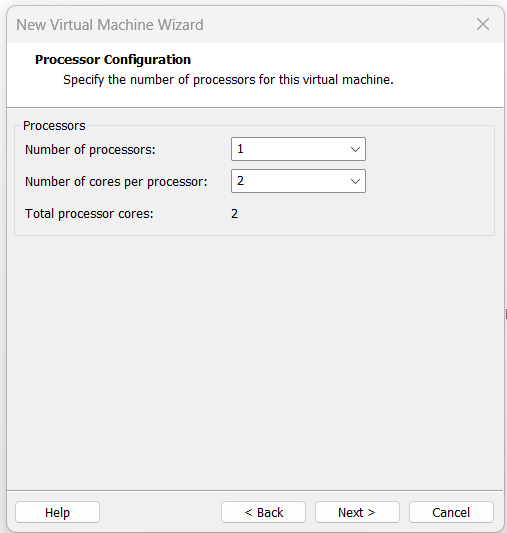 New Virtual Machine Wizard
Processor Configuration
Specify the number of processors for this virtual machine.
Processors
Number of processors: 1
Number of cores per processor: 2
Total processor cores: 2
Help < Back Next > Cancel